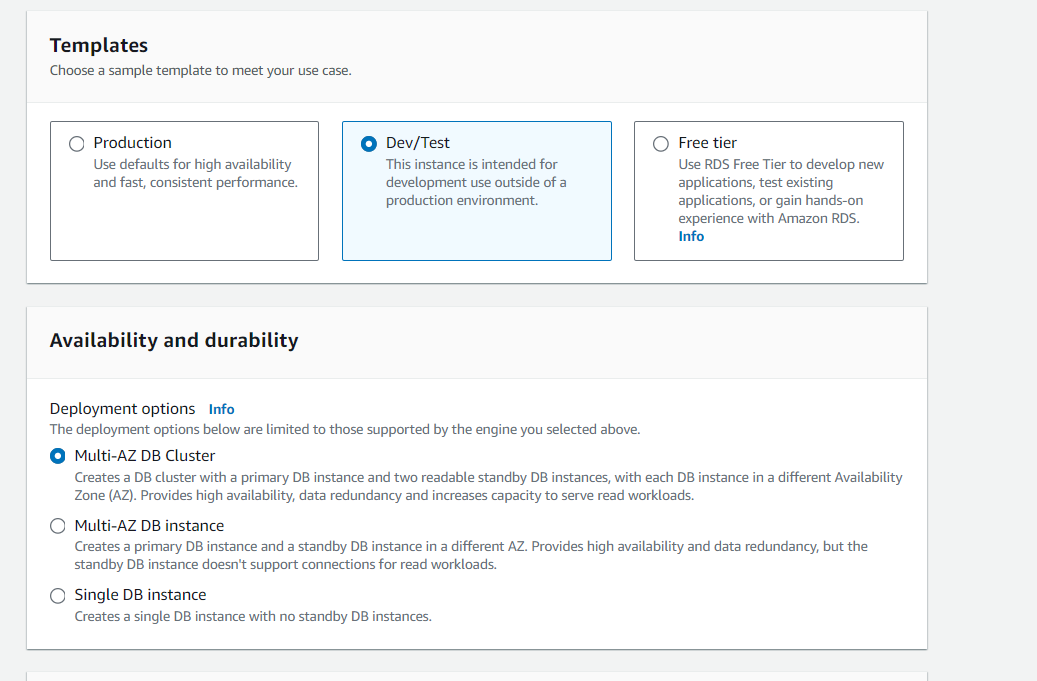 Templates
Choose a sample template to meet your use case.
Production
Use defaults for high availability
and fast, consistent performance.
Dev/Test
This instance is intended for
development use outside of a
production environment.
Free tier
Use RDS Free Tier to develop new
applications, test existing
applications, or gain hands-on
experience with Amazon RDS.
Info
Availability and durability
Deployment options Info
The deployment options below are limited to those supported by the engine you selected above.
Multi-AZ DB Cluster
Creates a DB cluster with a primary DB instance and two readable standby DB instances, with each DB instance in a different Availability
Zone (AZ). Provides high availability, data redundancy and increases capacity to serve read workloads.
Multi-AZ DB instance
Creates a primary DB instance and a standby DB instance in a different AZ. Provides high availability and data redundancy, but the
standby DB instance doesn't support connections for read workloads.
Single DB instance
Creates a single DB instance with no standby DB instances.